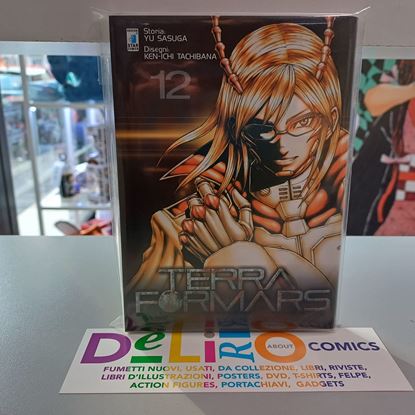 Storia:
YU SASUGA
Disegni:
KEN-ICHI TACHIBANA
12
TERRA
FORMARS
DeLiRiO ABOUT COMICS
FUMETTI NUOVI, USATI, DA COLLEZIONE, LIBRI, RIVISTE,
LIBRI D'ILLUSTRAZIONI, POSTERS, DVD, T-SHIRTS, FELPE,
ACTION FIGURES, PORTACHIAVI, GADGETS